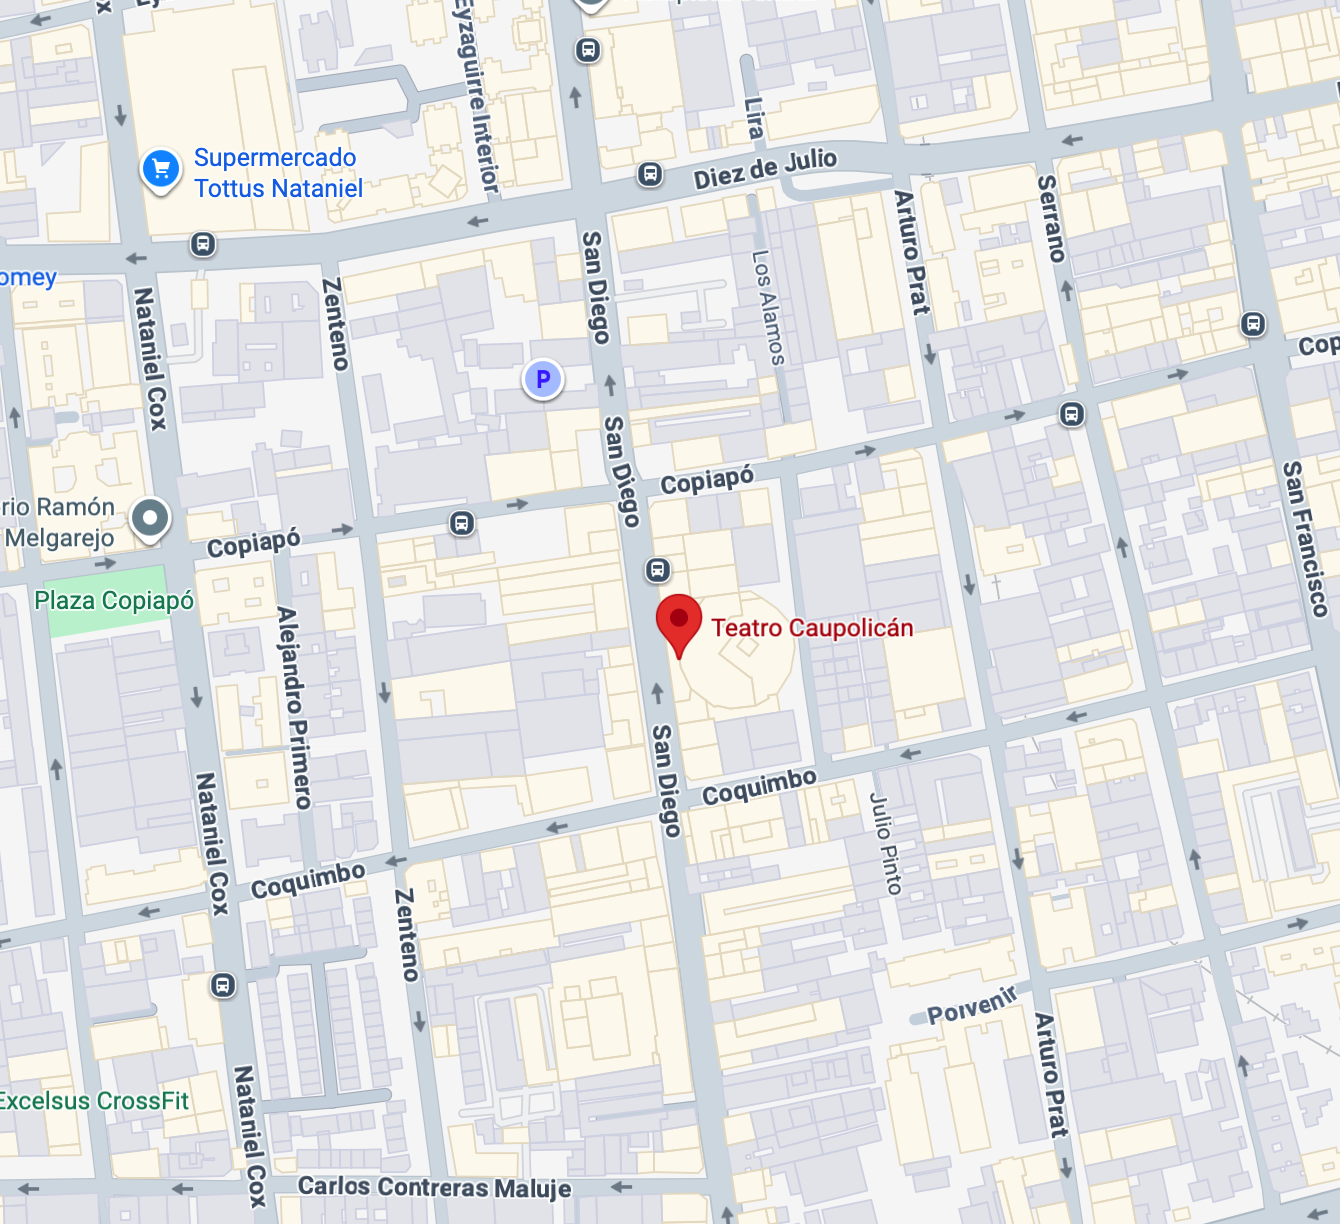 Eyzaguirre Interior
Lira
Supermercado
Tottus Nataniel
Diez de Julio
Arturo Prat
Serrano
San Diego
Los Alamos
omey
Nataniel Cox
Zenteno
P
Cop
San Diego
Copiapó
San Francisco
rio Ramón
Melgarejo
Copiapó
Plaza Copiapó
Alejandro Primero
Teatro Caupolicán
San Diego
Coquimbo
Nataniel Cox
Julio Pinto
Coquimbo
Zenteno
Porvenir
Arturo Prat
Excelsus CrossFit
Nataniel Cox
Carlos Contreras Maluje